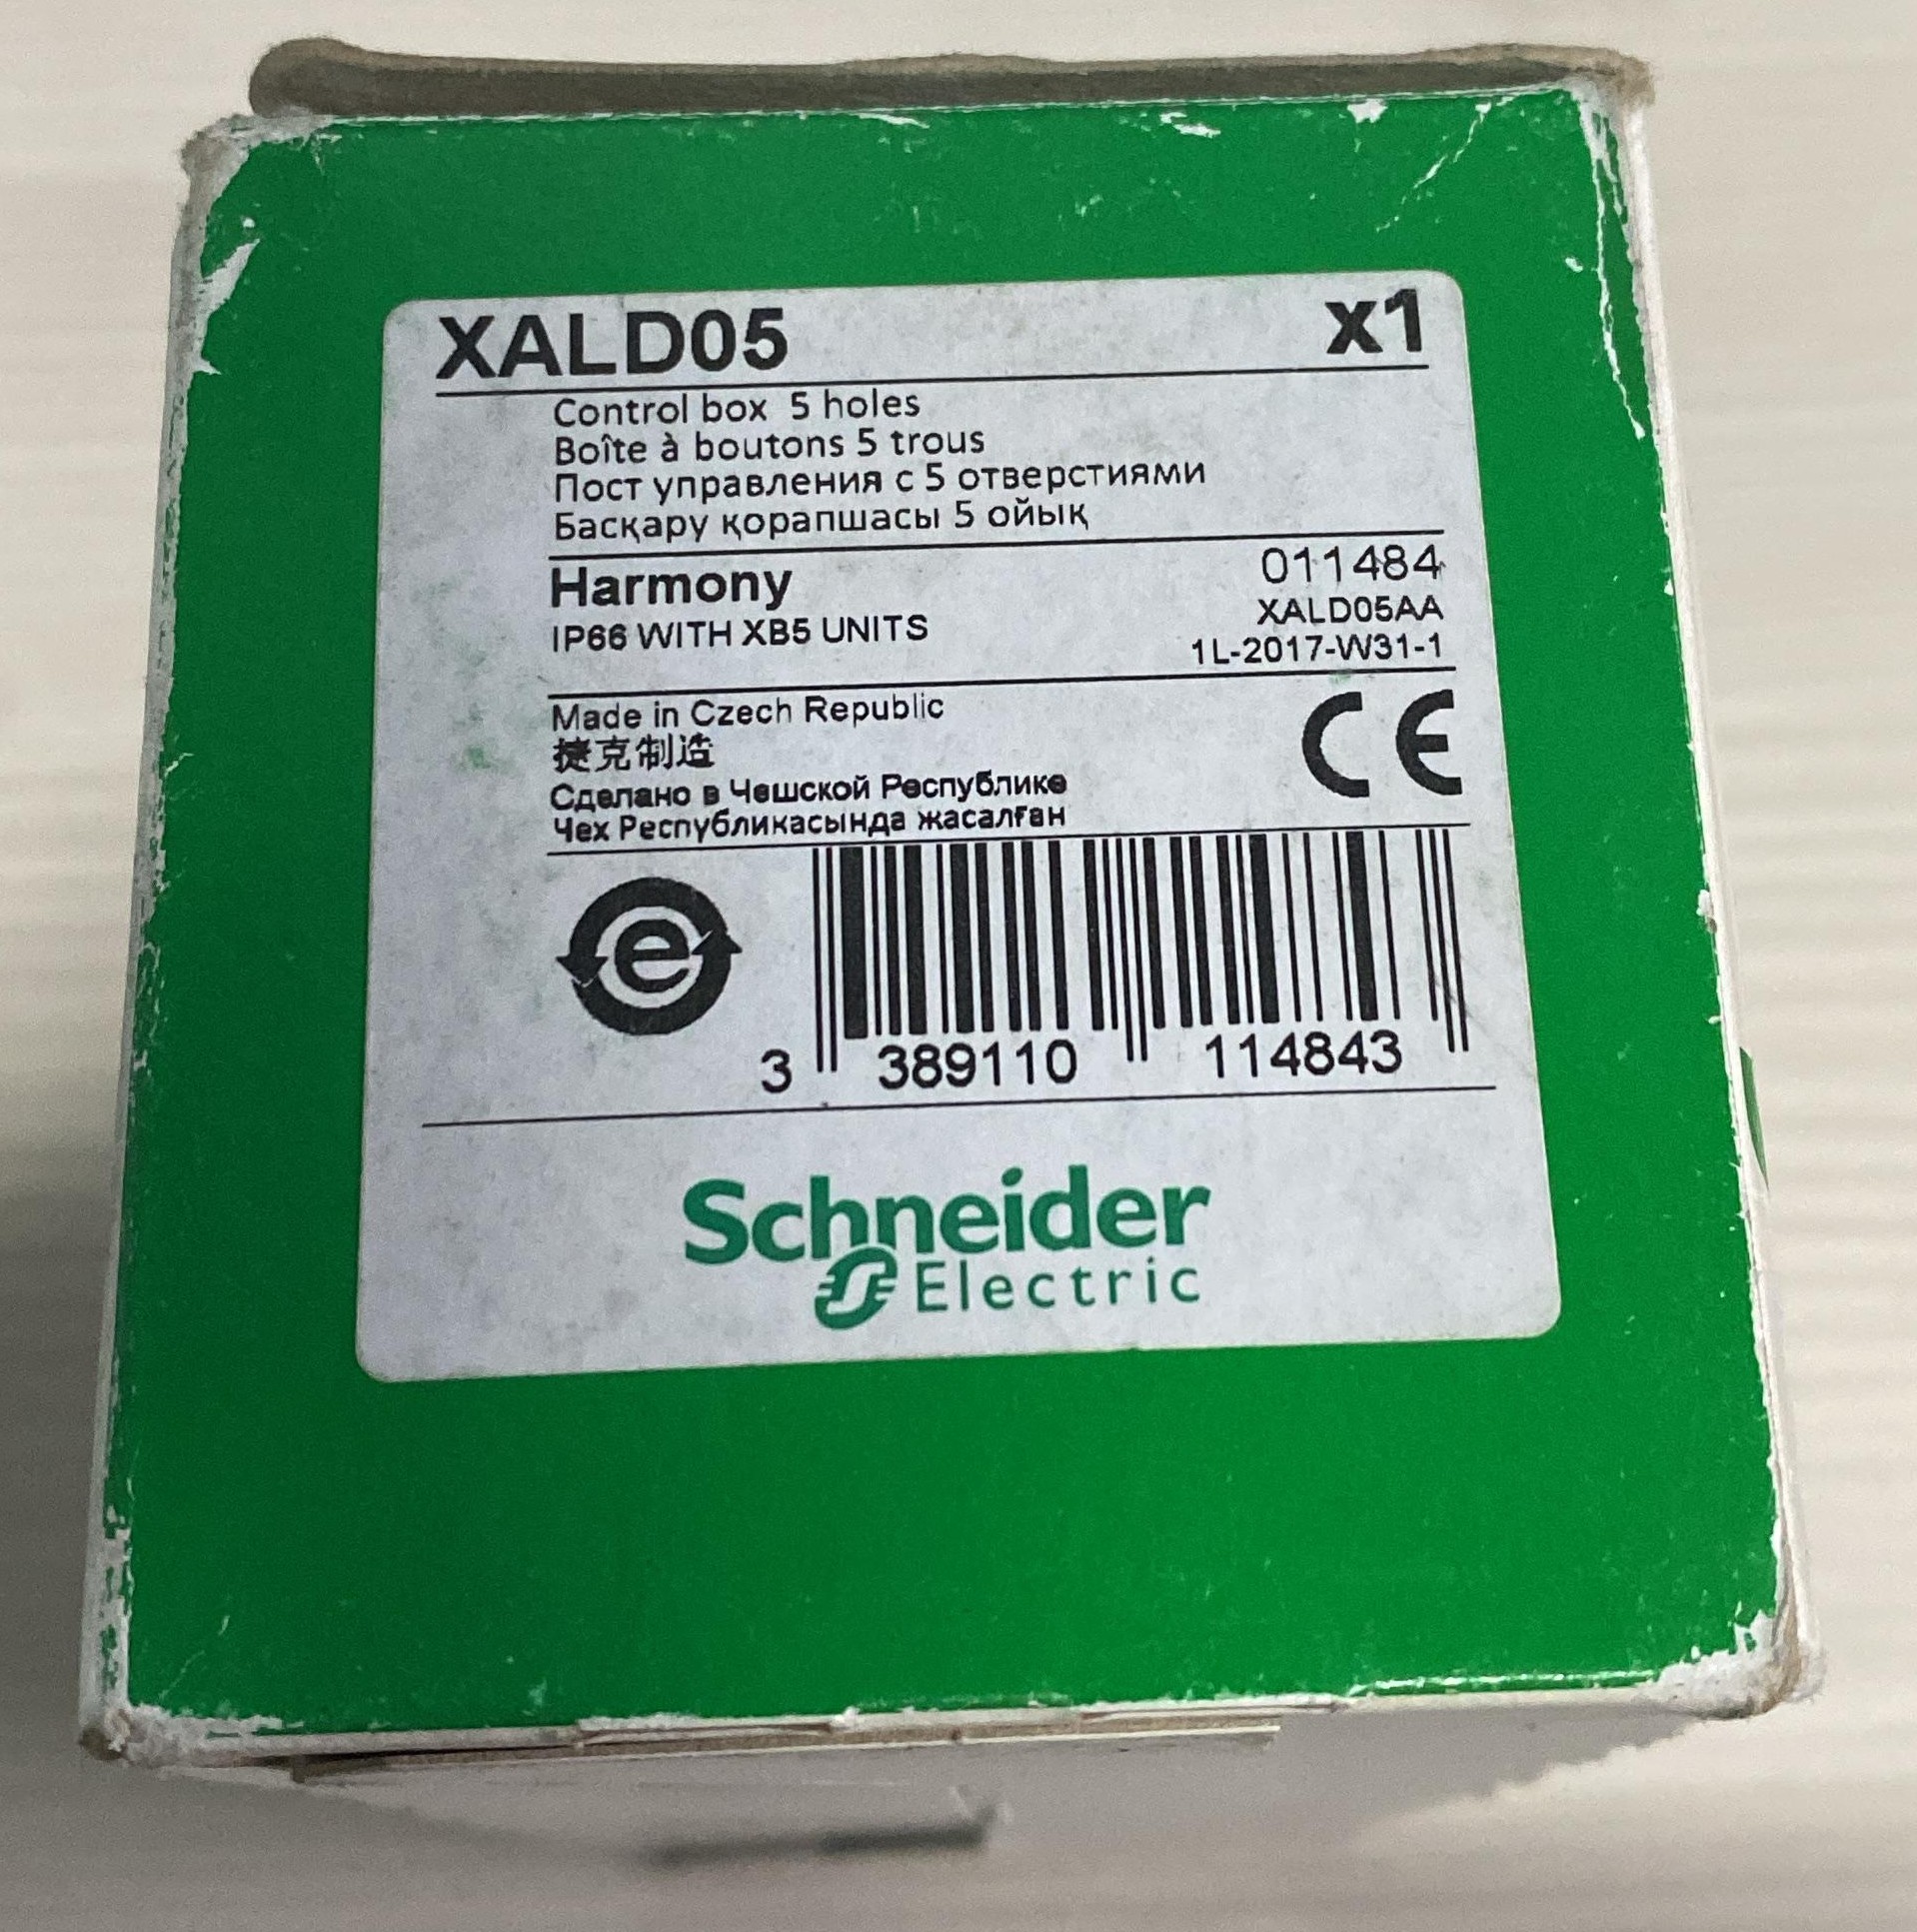 XALD05 x1
Control box 5 holes
Boîte à boutons 5 trous
Пост управления с 5 отверстиями
Басқару қорапшасы 5 ойық
Harmony 011484
IP66 WITH XB5 UNITS XALD05AA
1L-2017-W31-1
Made in Czech Republic
捷克制造
Сделано в Чешской Республике
Чех Республикасында жасалған
CE
e
3 389110 114843
Schneider
Electric